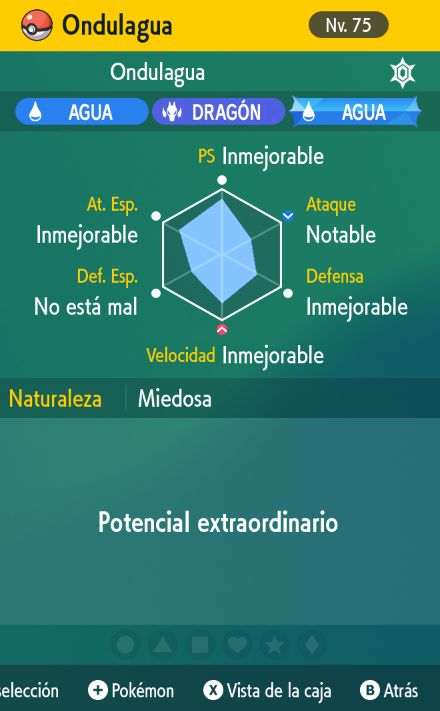 Ondulagua
Nv. 75
Ondulagua
AGUA DRAGÓN AGUA
PS Inmejorable
At. Esp. Ataque
Inmejorable Notable
Def. Esp. Defensa
No está mal Inmejorable
Velocidad Inmejorable
Naturaleza Miedosa
Potencial extraordinario
selección + Pokémon X Vista de la caja B Atrás